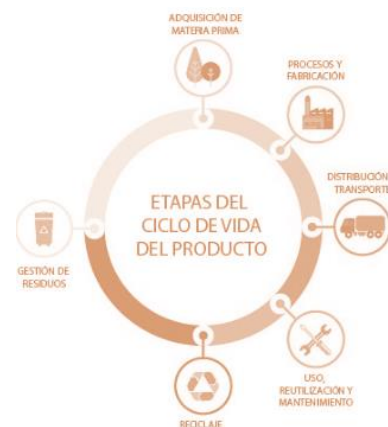 ADQUISICIÓN DE
MATERIA PRIMA
PROCESOS Y
FABRICACIÓN
DISTRIBUCIÓN
TRANSPORTE
ETAPAS DEL
CICLO DE VIDA
DEL PRODUCTO
GESTIÓN DE
RESIDUOS
USO,
REUTILIZACIÓN Y
MANTENIMIENTO
RECICLAJE